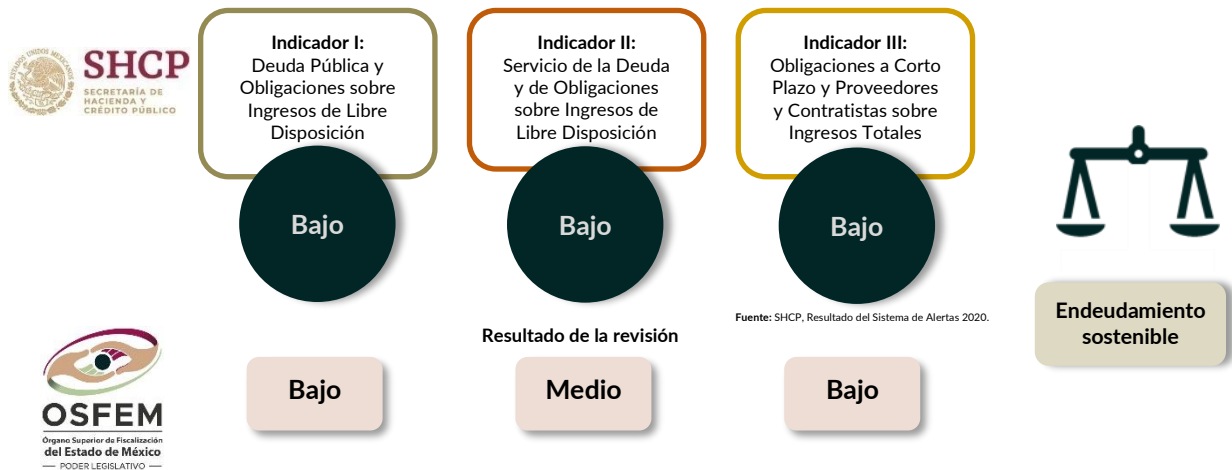 SHCP
SECRETARÍA DE
HACIENDA Y
CRÉDITO PÚBLICO
Indicador I:
Deuda Pública y
Obligaciones sobre
Ingresos de Libre
Disposición
Bajo
Indicador II:
Servicio de la Deuda
y de Obligaciones
sobre Ingresos de
Libre Disposición
Bajo
Indicador III:
Obligaciones a Corto
Plazo y Proveedores
y Contratistas sobre
Ingresos Totales
Bajo
Fuente: SHCP, Resultado del Sistema de Alertas 2020.
Endeudamiento
sostenible
Resultado de la revisión
OSFEM
Órgano Superior de Fiscalización
del Estado de México
PODER LEGISLATIVO
Bajo
Medio
Bajo